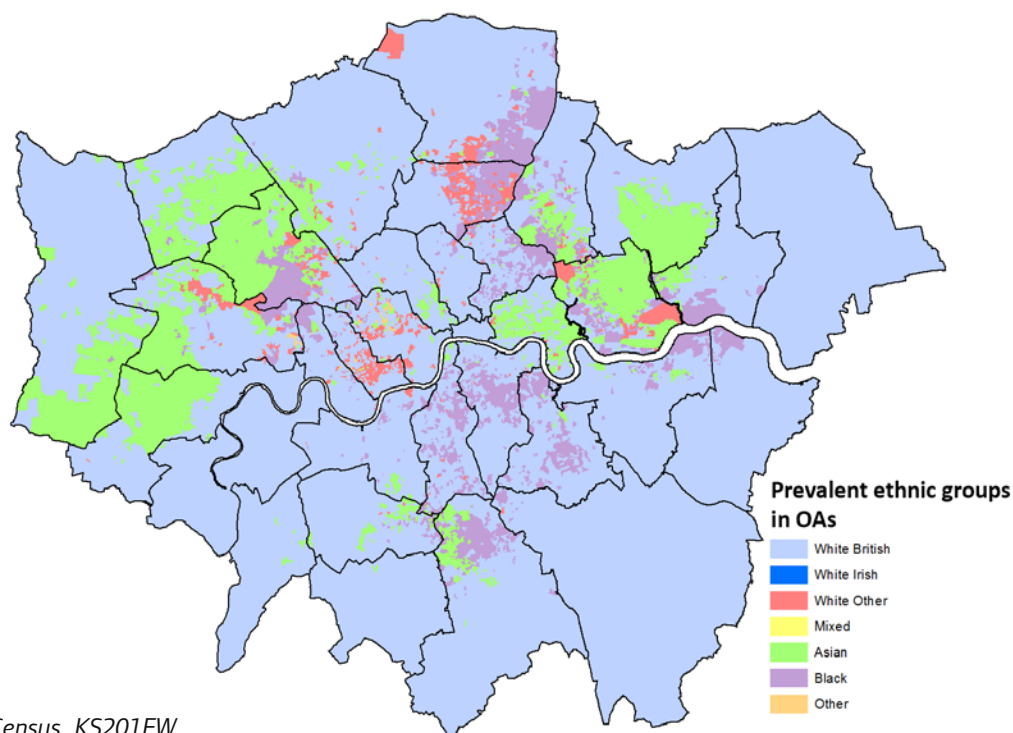 Prevalent ethnic groups
in OAs
White British
White Irish
White Other
Mixed
Asian
Black
Other
Census, KS201EW